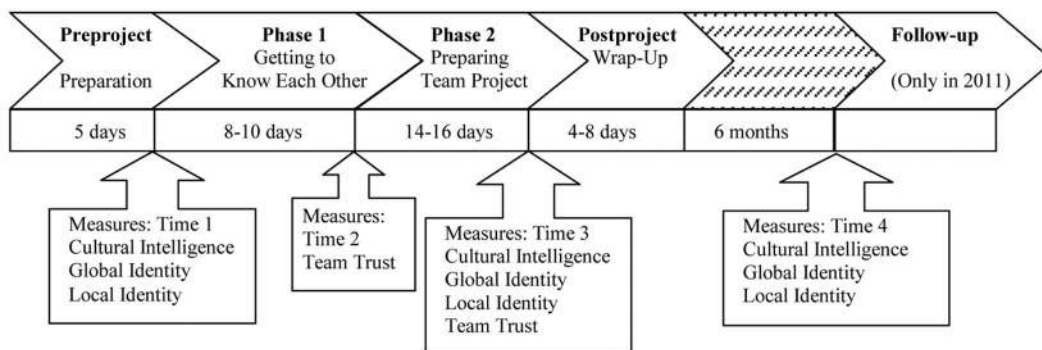 Preproject
Preparation
Phase 1
Getting to
Know Each Other
Phase 2
Preparing
Team Project
Postproject
Wrap-Up
Follow-up
(Only in 2011)
5 days
8-10 days
14-16 days
4-8 days
6 months
Measures: Time 1
Cultural Intelligence
Global Identity
Local Identity
Measures:
Time 2
Team Trust
Measures: Time 3
Cultural Intelligence
Global Identity
Local Identity
Team Trust
Measures: Time 4
Cultural Intelligence
Global Identity
Local Identity